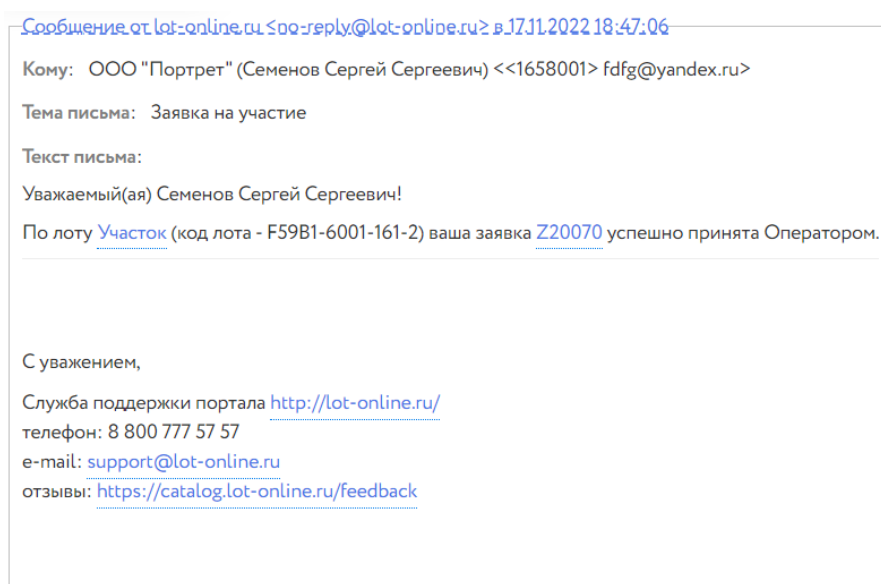 Сообщение от lot-online.ru <no-reply@lot-online.ru> в 17.11.2022 18:47:06
Кому: ООО "Портрет" (Семенов Сергей Сергеевич) <<1658001> fdfg@yandex.ru>
Тема письма: Заявка на участие
Текст письма:
Уважаемый(ая) Семенов Сергей Сергеевич!
По лоту Участок (код лота - F59B1-6001-161-2) ваша заявка Z20070 успешно принята Оператором.
С уважением,
Служба поддержки портала http://lot-online.ru/
телефон: 8 800 777 57 57
e-mail: support@lot-online.ru
отзывы: https://catalog.lot-online.ru/feedback